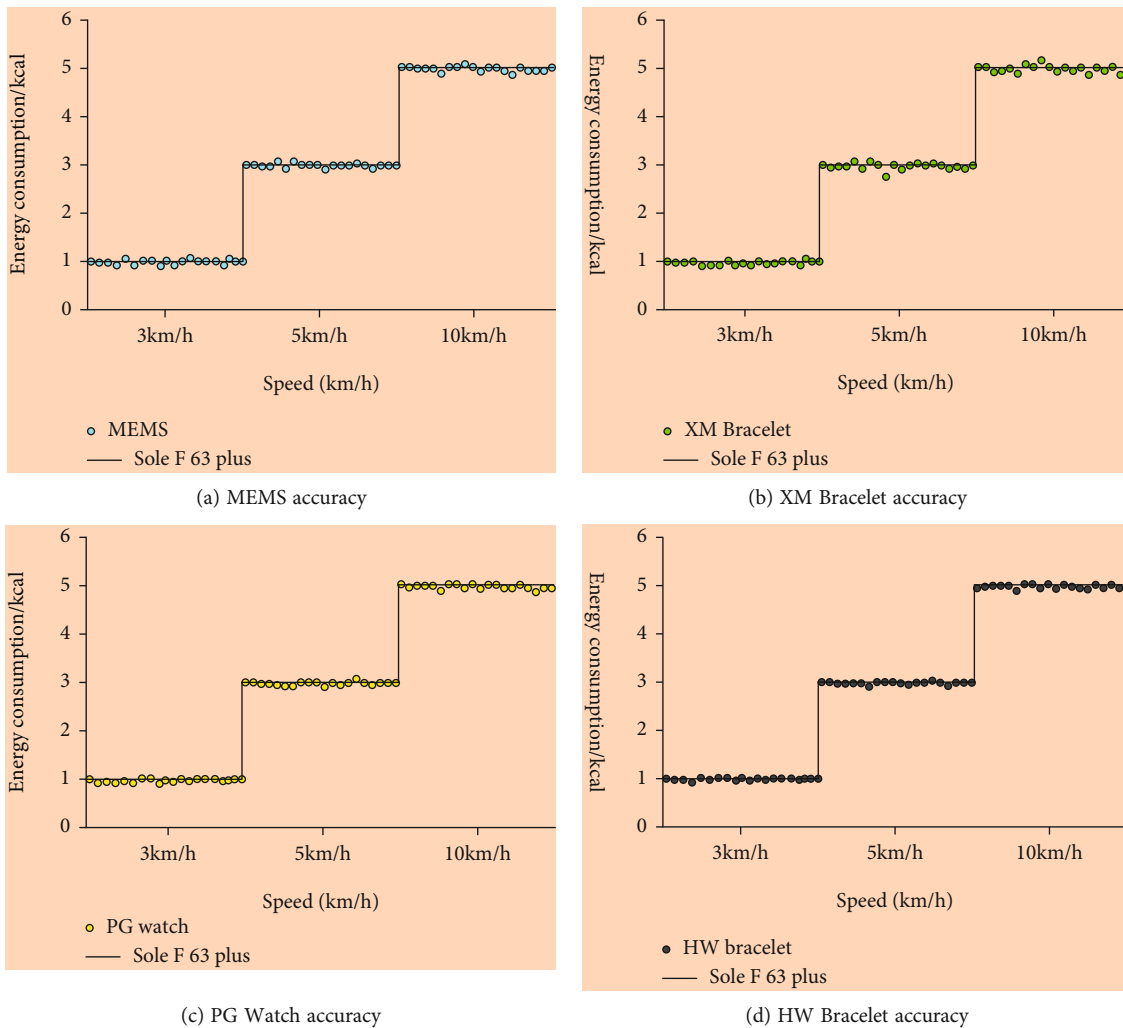 Energy consumption/kcal
6
5
4
3
2
1
0
3km/h 5km/h 10km/h
Speed (km/h)
MEMS
Sole F 63 plus
(a) MEMS accuracy
Energy consumption/kcal
6
5
4
3
2
1
0
3km/h 5km/h 10km/h
Speed (km/h)
XM Bracelet
Sole F 63 plus
(b) XM Bracelet accuracy
Energy consumption/kcal
6
5
4
3
2
1
0
3km/h 5km/h 10km/h
Speed (km/h)
PG watch
Sole F 63 plus
(c) PG Watch accuracy
Energy consumption/kcal
6
5
4
3
2
1
0
3km/h 5km/h 10km/h
Speed (km/h)
HW bracelet
Sole F 63 plus
(d) HW Bracelet accuracy